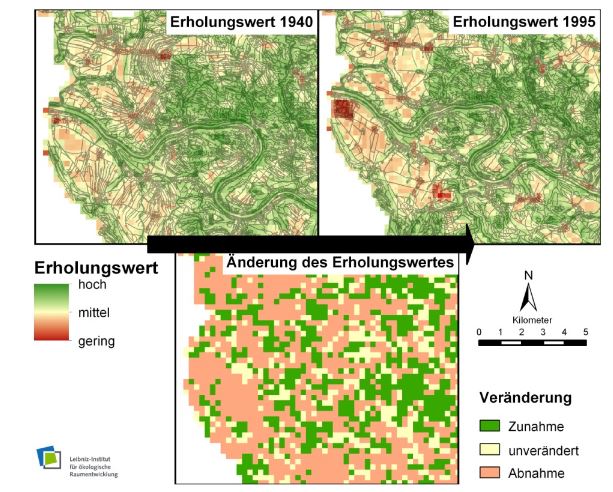 Erholungswert 1940
Erholungswert 1995
Änderung des Erholungswertes
Erholungswert
hoch
mittel
gering
N
Kilometer
0 1 2 3 4 5
Veränderung
Zunahme
unverändert
Abnahme
Leibniz-Institut
für ökologische
Raumentwicklung